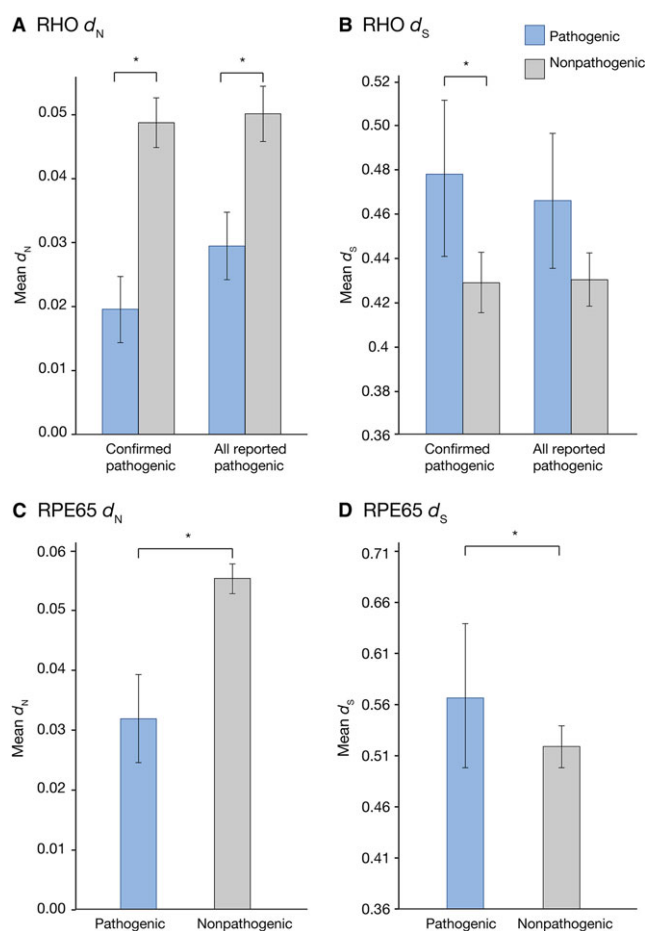 A RHO dN
B RHO dS
Pathogenic
Nonpathogenic
*
*
*
0.05
0.04
0.03
0.02
0.01
0.00
Mean dN
Confirmed pathogenic
All reported pathogenic
0.52
0.50
0.48
0.46
0.44
0.42
0.4
0.38
0.36
Mean dS
Confirmed pathogenic
All reported pathogenic
C RPE65 dN
D RPE65 dS
*
0.06
0.05
0.04
0.03
0.02
0.01
0.00
Mean dN
Pathogenic
Nonpathogenic
*
0.71
0.66
0.61
0.56
0.51
0.46
0.41
0.36
Mean dS
Pathogenic
Nonpathogenic